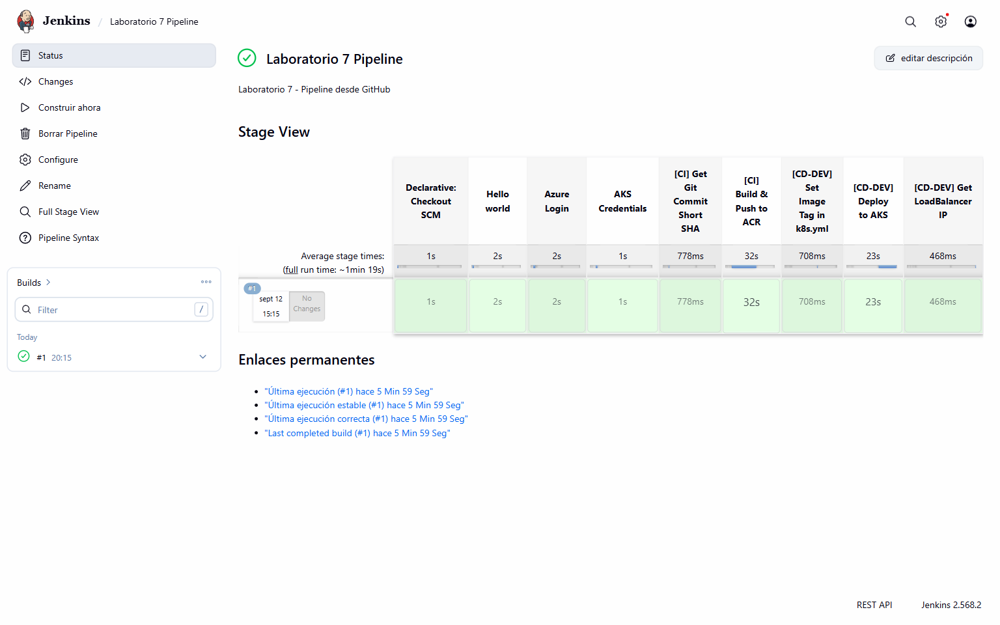 Jenkins / Laboratorio 7 Pipeline
Status
Changes
Construir ahora
Borrar Pipeline
Configure
Rename
Full Stage View
Pipeline Syntax
Builds
Filter /
Today
#1 20:15
Laboratorio 7 Pipeline
editar descripción
Laboratorio 7 - Pipeline desde GitHub
Stage View
Declarative:
Checkout
SCM
Hello
world
Azure
Login
AKS
Credentials
[CI] Get
Git
Commit
Short
SHA
[CI]
Build &
Push to
ACR
[CD-DEV]
Set
Image
Tag in
k8s.yml
[CD-DEV]
Deploy
to AKS
[CD-DEV] Get
LoadBalancer
IP
Average stage times:
(full run time: ~1min 19s)
1s 2s 2s 1s 778ms 32s 708ms 23s 468ms
#1
sept 12
15:15
No
Changes
1s 2s 2s 1s 778ms 32s 708ms 23s 468ms
Enlaces permanentes
"Última ejecución (#1) hace 5 Min 59 Seg"
"Última ejecución estable (#1) hace 5 Min 59 Seg"
"Última ejecución correcta (#1) hace 5 Min 59 Seg"
"Last completed build (#1) hace 5 Min 59 Seg"
REST API Jenkins 2.568.2